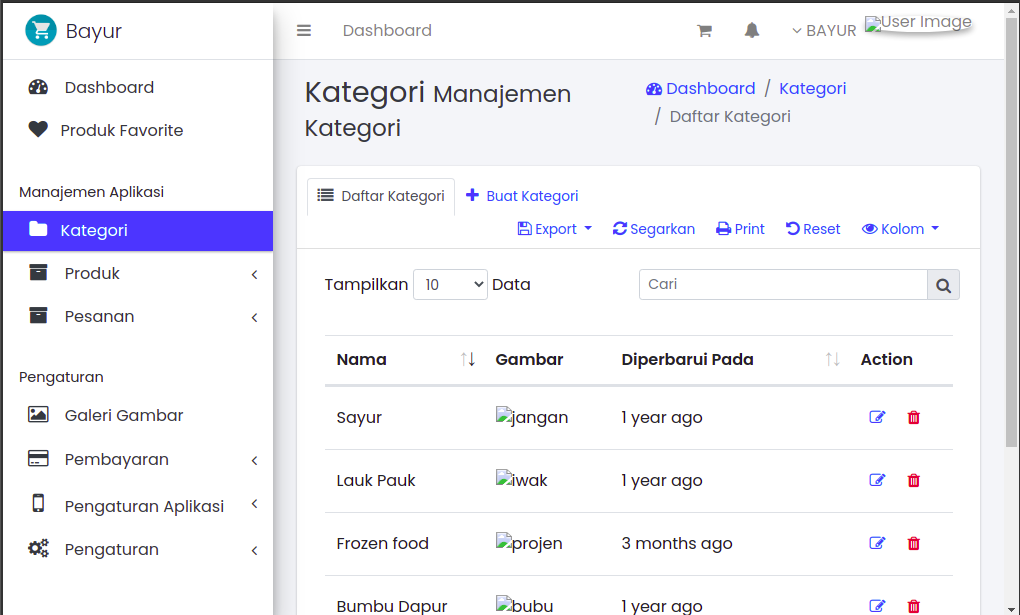 Bayur
Dashboard
BAYUR
User Image
Dashboard
Produk Favorite
Manajemen Aplikasi
Kategori
Produk
Pesanan
Pengaturan
Galeri Gambar
Pembayaran
Pengaturan Aplikasi
Pengaturan
Kategori Manajemen
Kategori
Dashboard / Kategori
/ Daftar Kategori
Daftar Kategori Buat Kategori
Export Segarkan Print Reset Kolom
Tampilkan 10 Data Cari
Nama Gambar Diperbarui Pada Action
Sayur jangan 1 year ago
Lauk Pauk iwak 1 year ago
Frozen food projen 3 months ago
Bumbu Dapur bubu 1 year ago